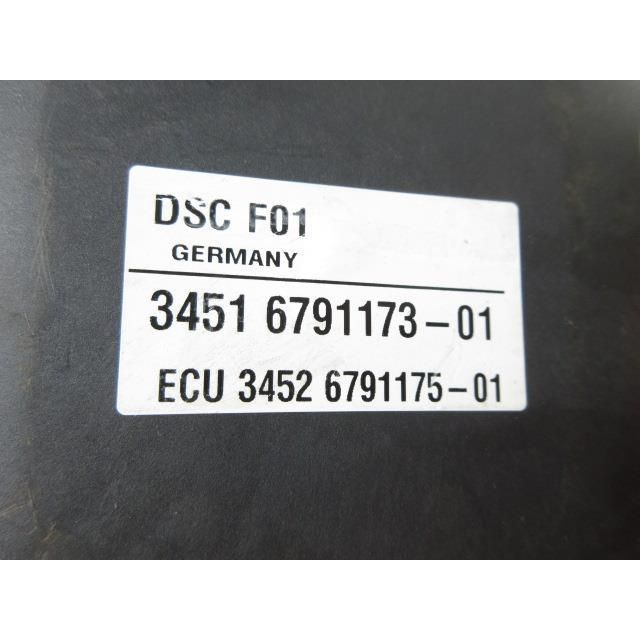 DSC F01
GERMANY
3451 6791173-01
ECU 3452 6791175-01